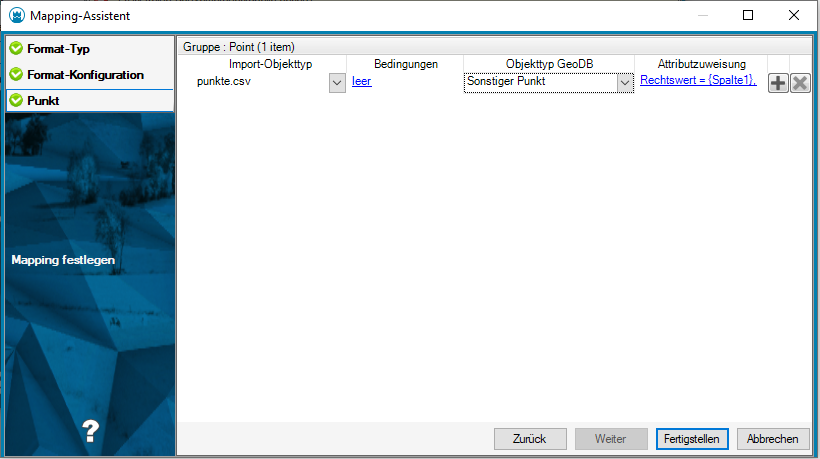 Mapping-Assistent
Format-Typ
Format-Konfiguration
Punkt
Mapping festlegen
?
Gruppe : Point (1 item)
Import-Objekttyp Bedingungen Objekttyp GeoDB Attributzuweisung
punkte.csv leer Sonstiger Punkt Rechtswert = {Spalte1},
Zurück Weiter Fertigstellen Abbrechen